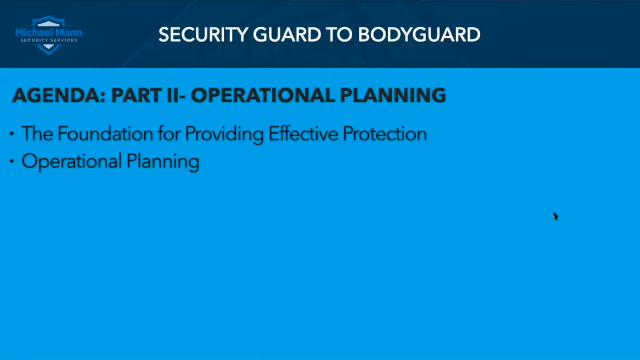 Michael Mann
SECURITY SERVICES
SECURITY GUARD TO BODYGUARD
AGENDA: PART II- OPERATIONAL PLANNING
• The Foundation for Providing Effective Protection
• Operational Planning